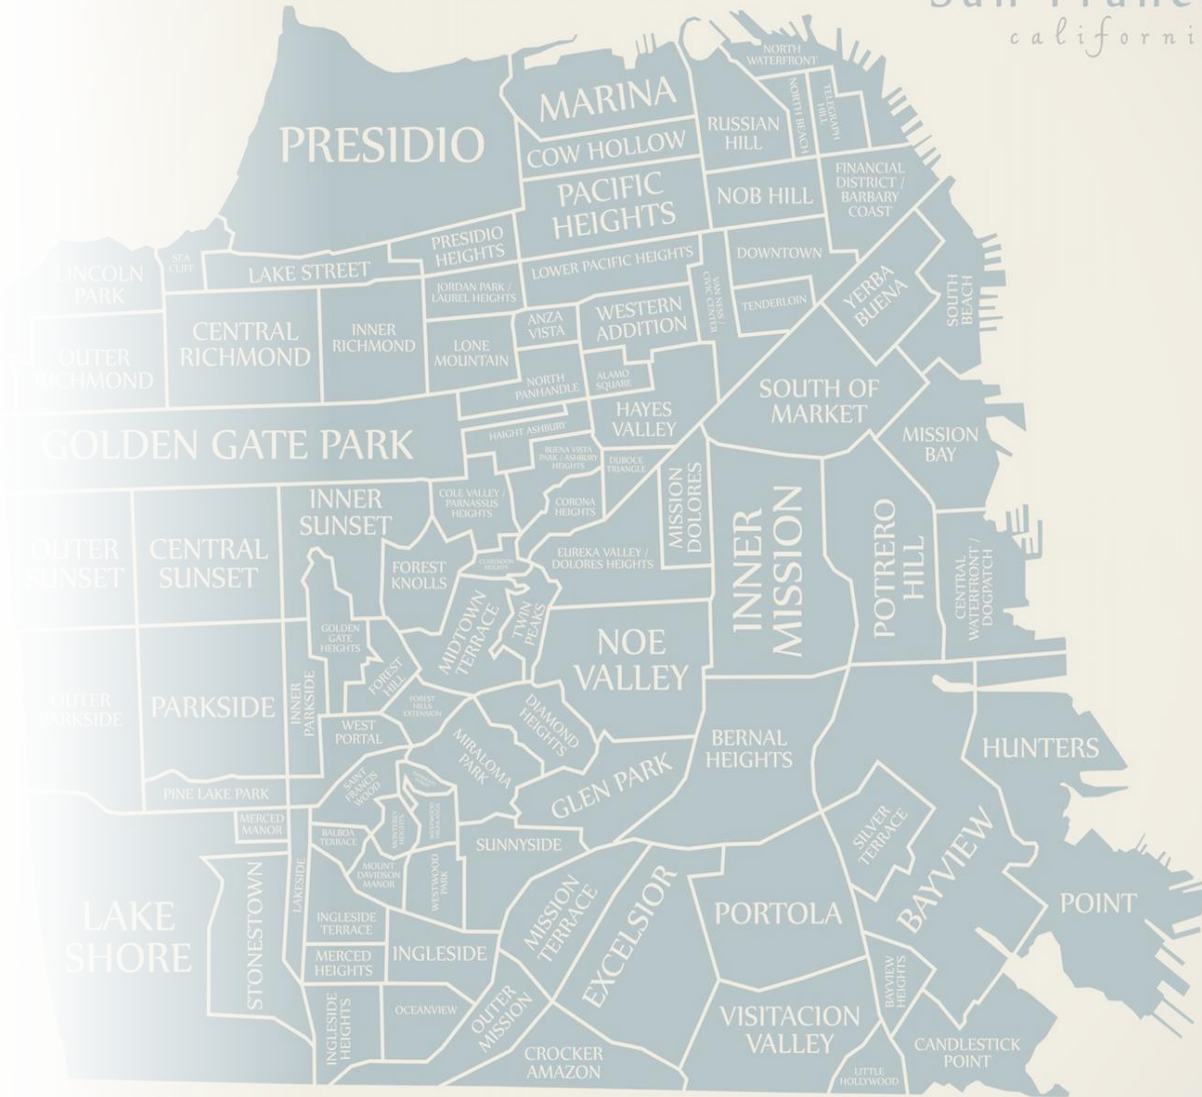 californi
NORTH
WATERFRONT
MARINA
PRESIDIO
RUSSIAN
HILL
NORTH BEACH
TELEGRAPH
HILL
COW HOLLOW
PACIFIC
HEIGHTS
NOB HILL
FINANCIAL
DISTRICT /
BARBARY
COAST
PRESIDIO
HEIGHTS
LOWER PACIFIC HEIGHTS
DOWNTOWN
SEA
CLIFF
LAKE STREET
LINCOLN
PARK
JORDAN PARK /
LAUREL HEIGHTS
VAN NESS /
CIVIC CENTER
TENDERLOIN
YERBA
BUENA
SOUTH
BEACH
CENTRAL
RICHMOND
INNER
RICHMOND
LONE
MOUNTAIN
ANZA
VISTA
WESTERN
ADDITION
OUTER
RICHMOND
NORTH
PANHANDLE
ALAMO
SQUARE
HAYES
VALLEY
SOUTH OF
MARKET
MISSION
BAY
GOLDEN GATE PARK
HAIGHT ASHBURY
BUENA VISTA
PARK / ASHBURY
HEIGHTS
DUBOCE
TRIANGLE
MISSION
DOLORES
INNER
SUNSET
COLE VALLEY /
PARNASSUS
HEIGHTS
CORONA
HEIGHTS
OUTER
SUNSET
CENTRAL
SUNSET
FOREST
KNOLLS
EUREKA VALLEY /
DOLORES HEIGHTS
INNER
MISSION
POTRERO
HILL
CENTRAL
WATERFRONT /
DOGPATCH
MIDTOWN
TERRACE
TWIN
PEAKS
GOLDEN
GATE
HEIGHTS
NOE
VALLEY
FOREST
HILL
OUTER
PARKSIDE
PARKSIDE
INNER
PARKSIDE
WEST
PORTAL
FOREST
HILLS
EXTENSION
DIAMOND
HEIGHTS
MIRALOMA
PARK
GLEN PARK
BERNAL
HEIGHTS
HUNTERS
POINT
PINE LAKE PARK
SAINT
FRANCIS
WOOD
MERCED
MANOR
BALBOA
TERRACE
MONTEREY
HEIGHTS
SUNNYSIDE
SILVER
TERRACE
BAYVIEW
MOUNT
DAVIDSON
MANOR
WESTWOOD
PARK
LAKESIDE
LAKE
SHORE
STONESTOWN
INGLESIDE
TERRACE
MISSION
TERRACE
EXCELSIOR
PORTOLA
MERCED
HEIGHTS
INGLESIDE
BAYVIEW
HEIGHTS
INGLESIDE
HEIGHTS
OCEANVIEW
OUTER
MISSION
VISITACION
VALLEY
CROCKER
AMAZON
CANDLESTICK
POINT
LITTLE
HOLLYWOOD